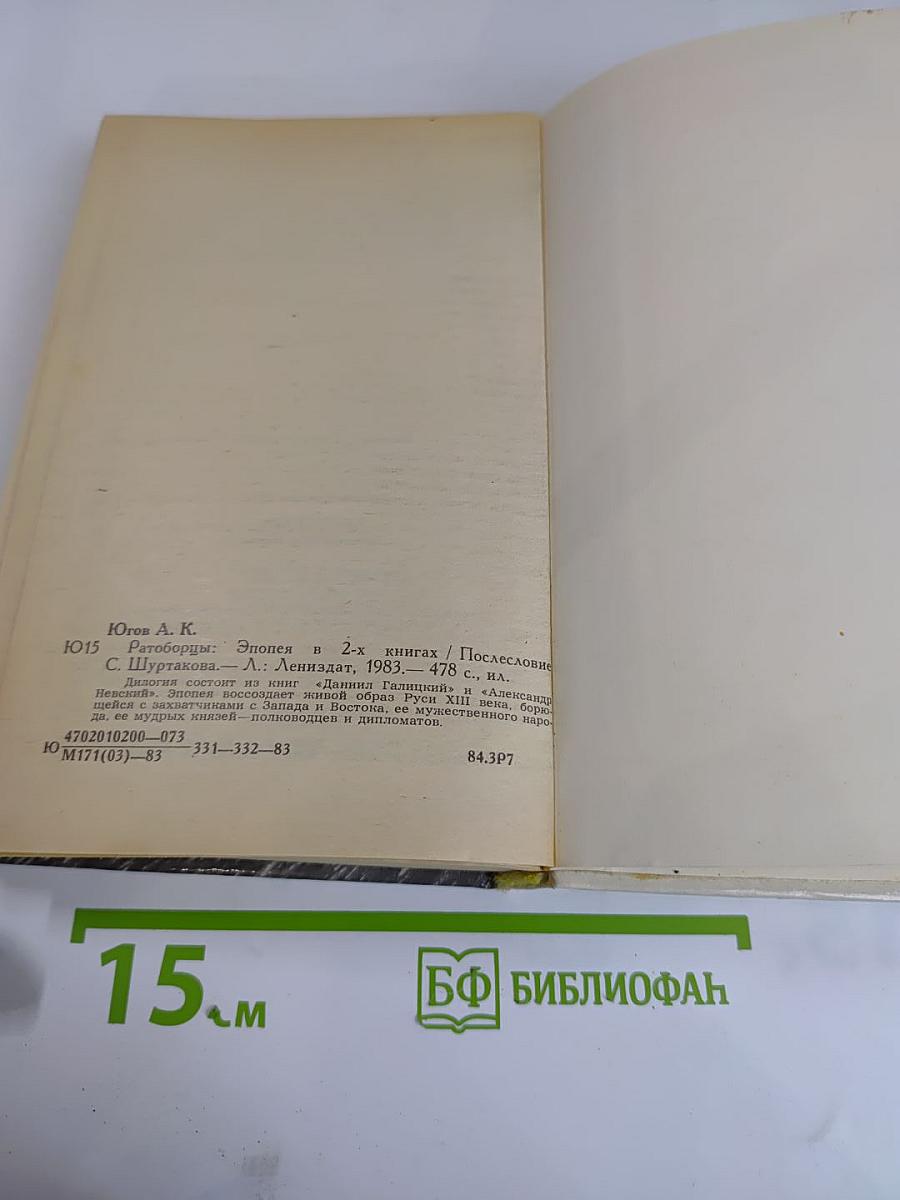 Югов А. К.
Ю15 Ратоборцы: Эпопея в 2-х книгах / Послесловие
С. Шуртакова.— Л.: Лениздат, 1983.— 478 с., ил.
Дилогия состоит из книг «Даниил Галицкий» и «Александр
Невский». Эпопея воссоздает живой образ Руси XIII века, борю-
щейся с захватчиками с Запада и Востока, ее мужественного наро-
да, ее мудрых князей—полководцев и дипломатов.
Ю 4702010200—073
М171(03)—83 331—332—83 84.3Р7
15 см
БФ БИБЛИОФАН